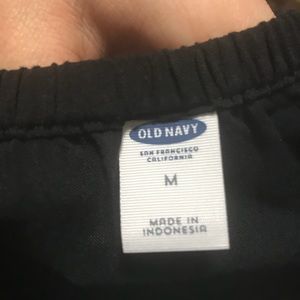 OLD NAVY
SAN FRANCISCO
CALIFORNIA
M
MADE IN
INDONESIA